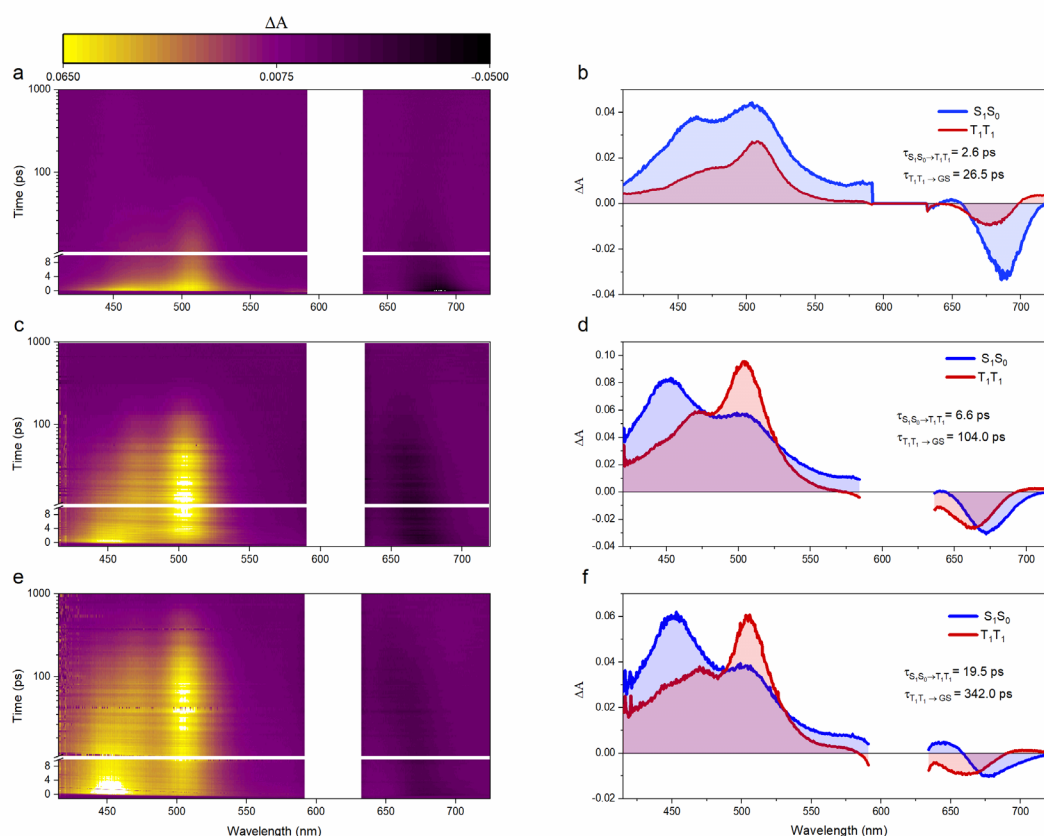 ΔA
0.0650 0.0075 -0.0500
a
1000
100
8
4
0
Time (ps)
450 500 550 600 650 700
b
0.04
0.02
0.00
-0.02
-0.04
ΔA
S₁S₀
T₁T₁
τS₁S₀→T₁T₁ = 2.6 ps
τT₁T₁→GS = 26.5 ps
450 500 550 600 650 700
c
1000
100
8
4
0
Time (ps)
450 500 550 600 650 700
d
0.10
0.08
0.06
0.04
0.02
0.00
-0.02
-0.04
ΔA
S₁S₀
T₁T₁
τS₁S₀→T₁T₁ = 6.6 ps
τT₁T₁→GS = 104.0 ps
450 500 550 600 650 700
e
1000
100
8
4
0
Time (ps)
450 500 550 600 650 700
Wavelength (nm)
f
0.06
0.04
0.02
0.00
-0.02
ΔA
S₁S₀
T₁T₁
τS₁S₀→T₁T₁ = 19.5 ps
τT₁T₁→GS = 342.0 ps
450 500 550 600 650 700
Wavelength (nm)